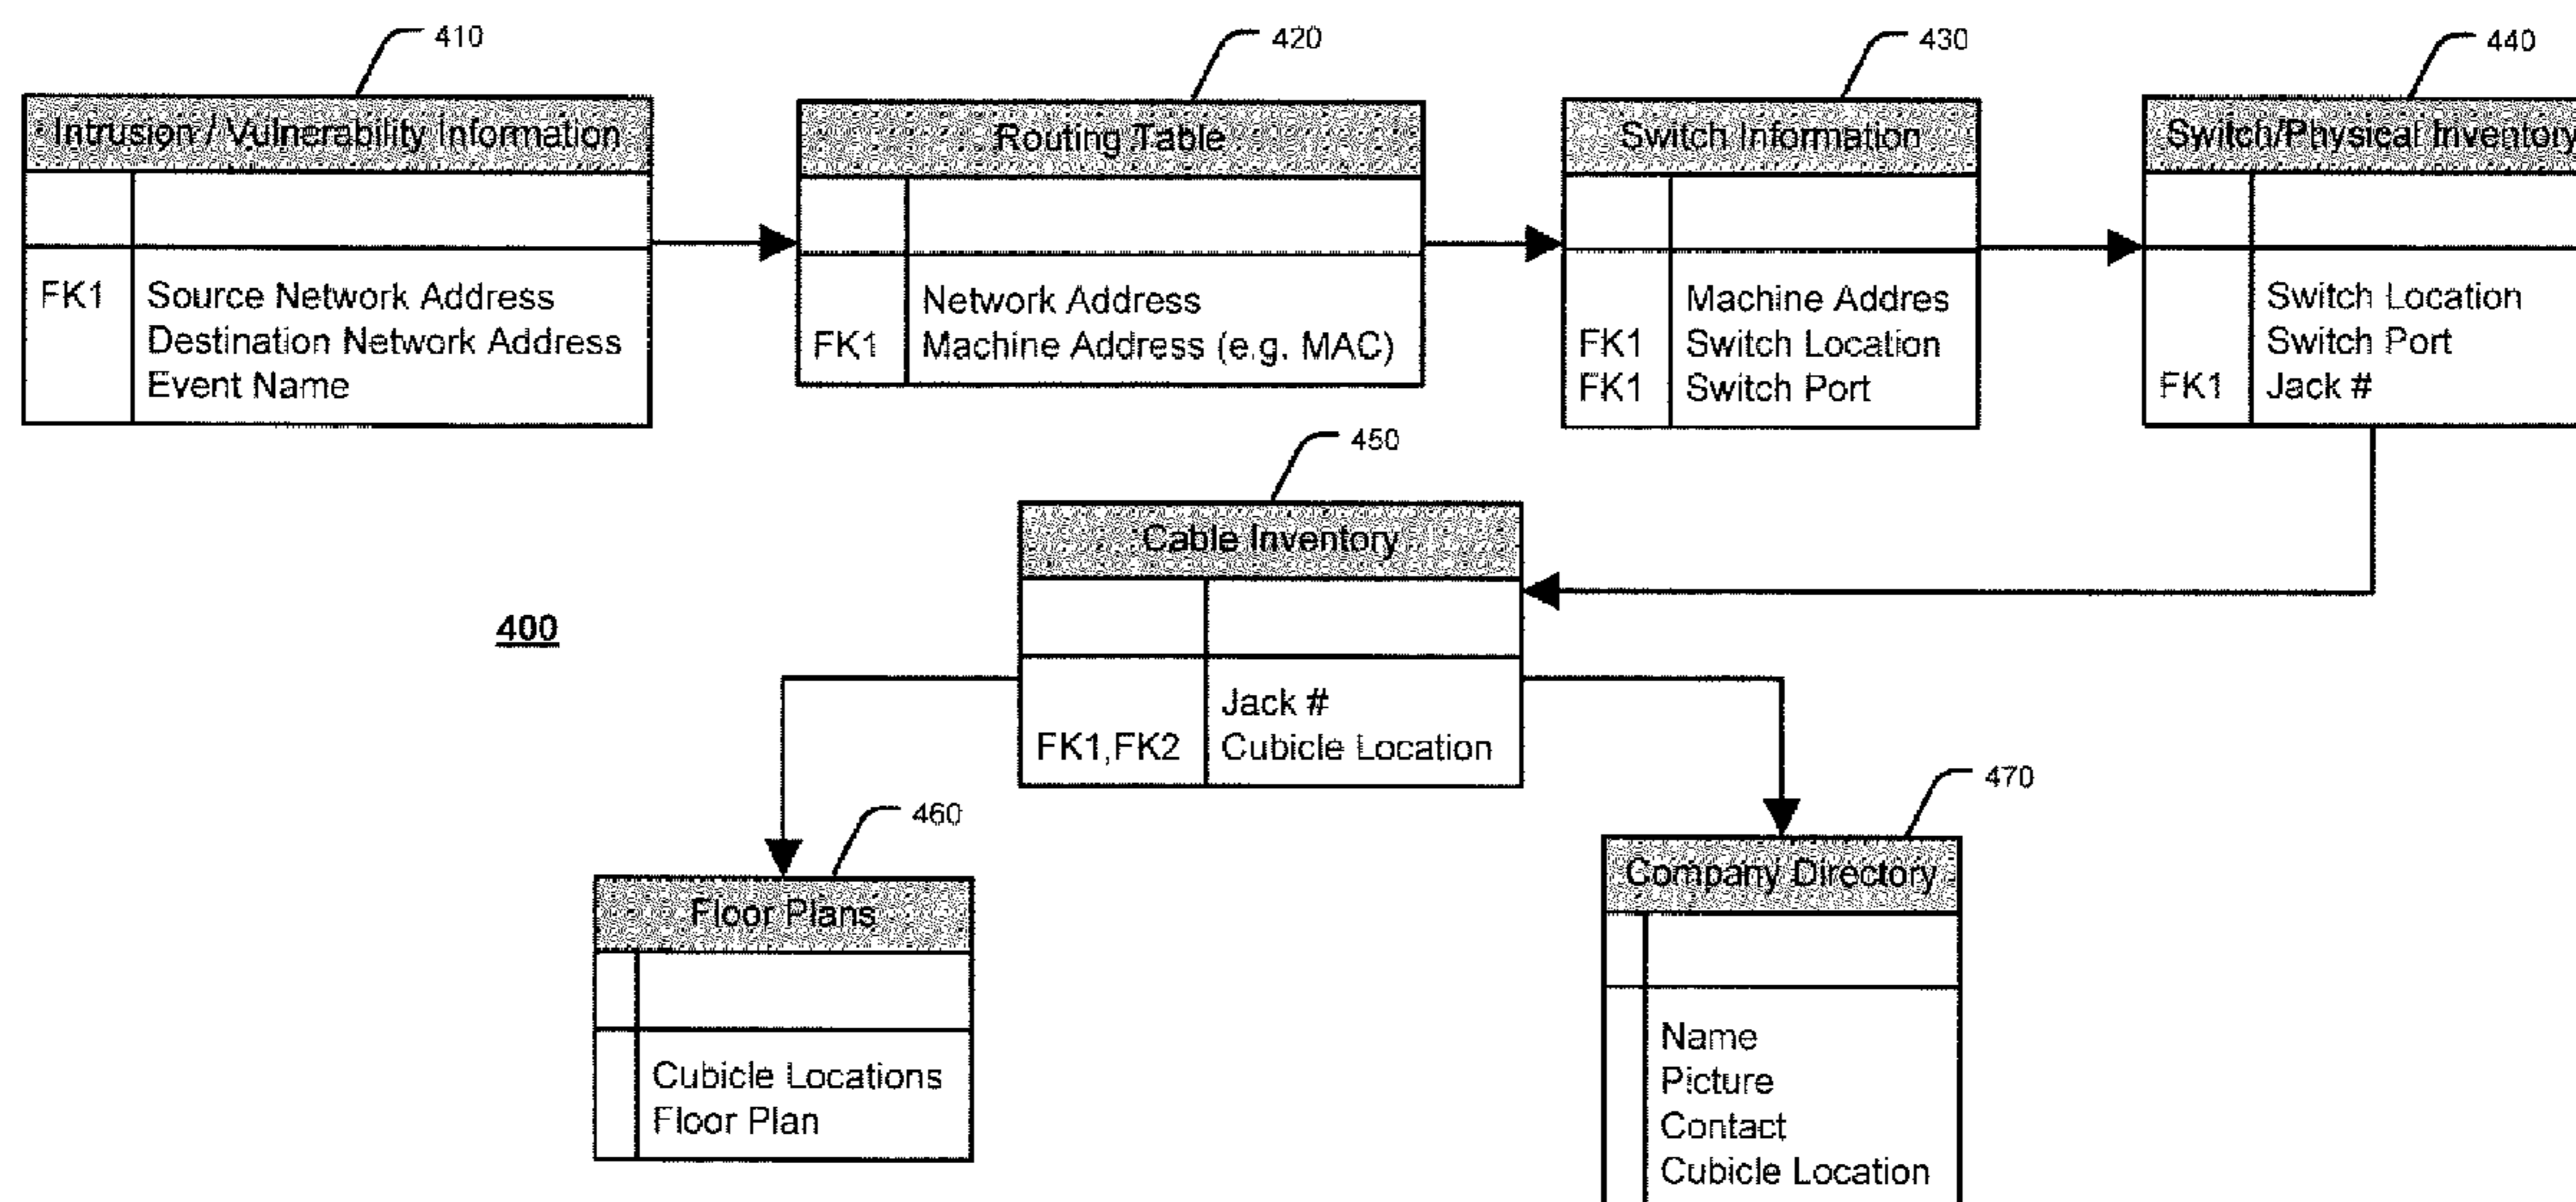 410
420
430
440
Intrusion / Vulnerability Information
FK1 Source Network Address
Destination Network Address
Event Name
Routing Table
Network Address
FK1 Machine Address (e.g. MAC)
Switch Information
Machine Addres
FK1 Switch Location
FK1 Switch Port
Switch/Physical Inventory
Switch Location
Switch Port
FK1 Jack #
450
Cable Inventory
Jack #
FK1,FK2 Cubicle Location
400
460
Floor Plans
Cubicle Locations
Floor Plan
470
Company Directory
Name
Picture
Contact
Cubicle Location